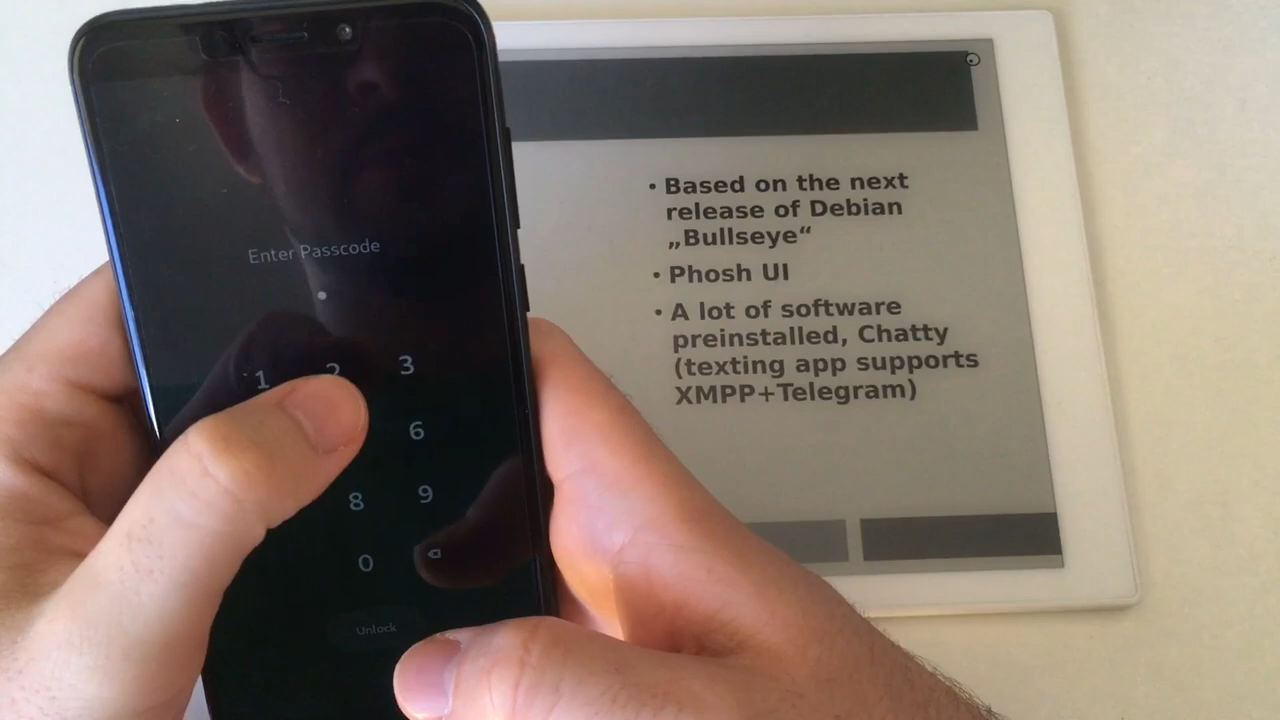 Enter Passcode
1 2 3
6
8 9
0
Unlock
• Based on the next
release of Debian
„Bullseye“
• Phosh UI
• A lot of software
preinstalled, Chatty
(texting app supports
XMPP+Telegram)